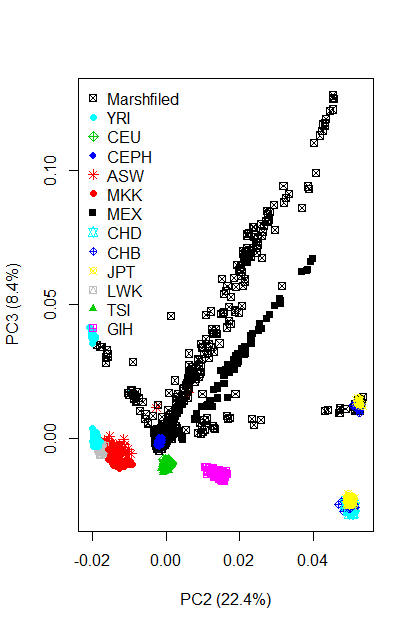 Marshfiled
YRI
CEU
CEPH
ASW
MKK
MEX
CHD
CHB
JPT
LWK
TSI
GIH
0.10
0.05
0.00
PC3 (8.4%)
-0.02 0.00 0.02 0.04
PC2 (22.4%)